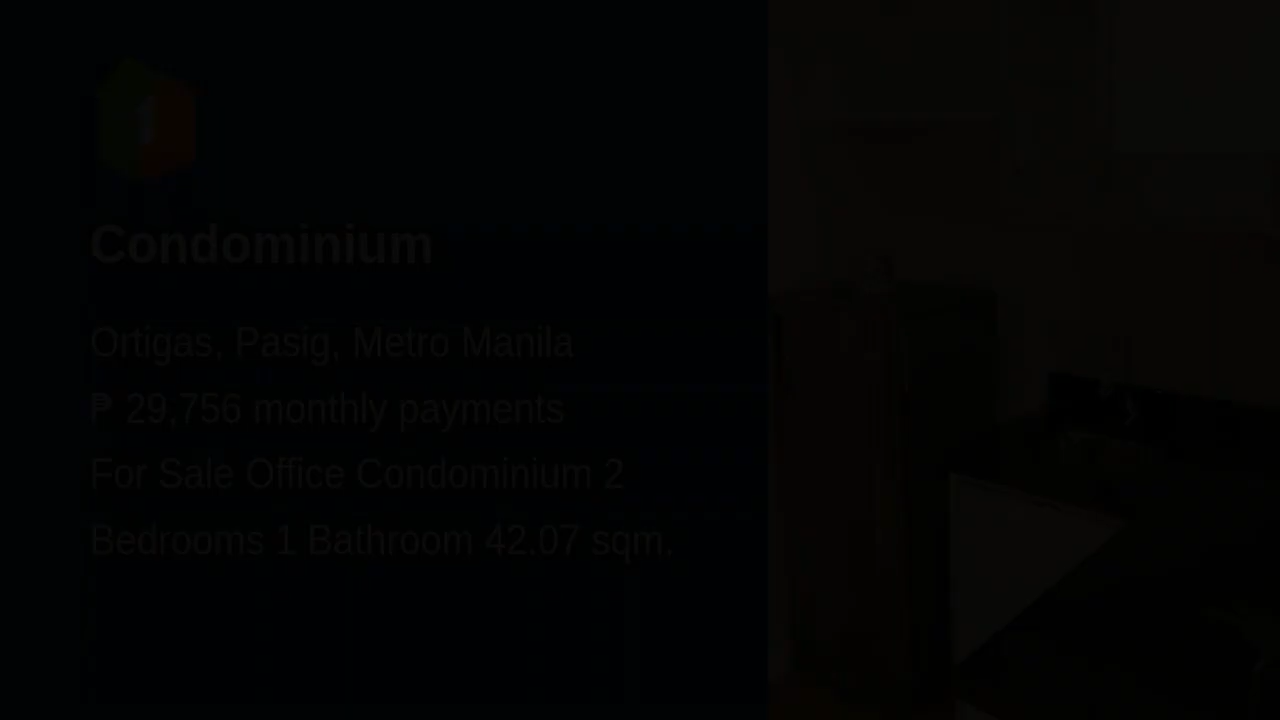 Condominium
Ortigas, Pasig, Metro Manila
₱ 29,756 monthly payments
For Sale Office Condominium 2
Bedrooms 1 Bathroom 42.07 sqm.